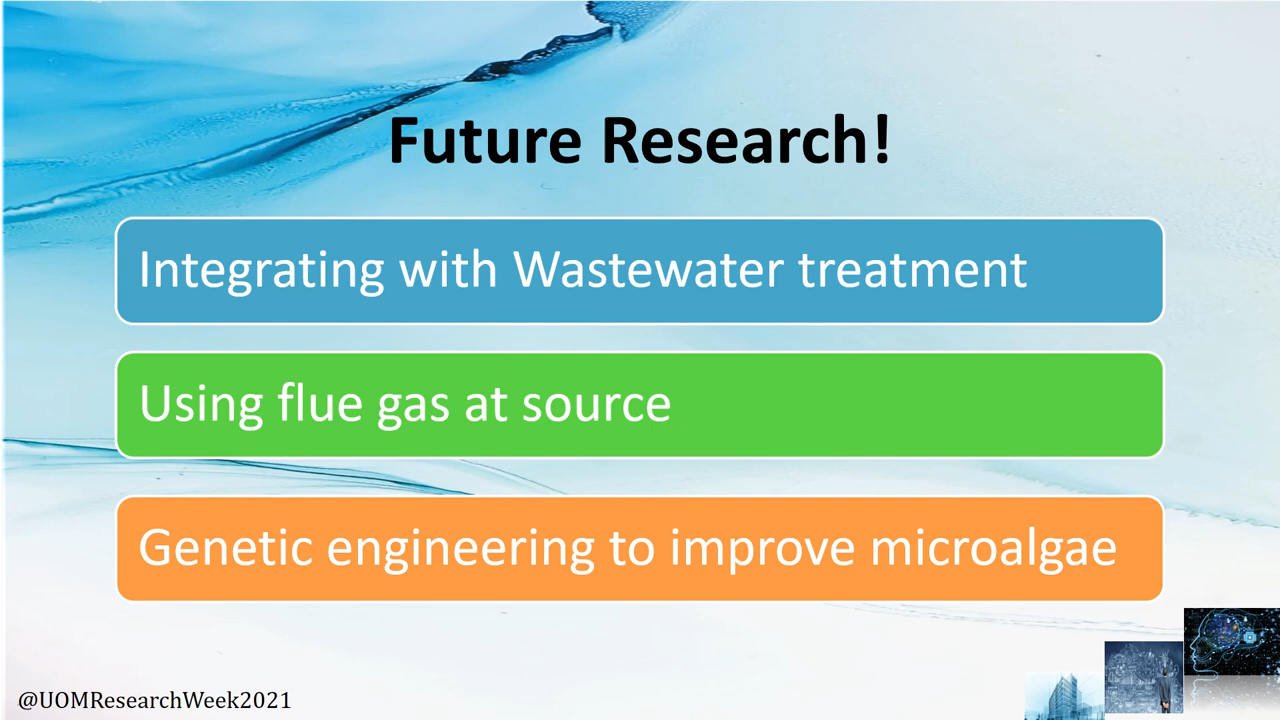 Future Research!
Integrating with Wastewater treatment
Using flue gas at source
Genetic engineering to improve microalgae
@UOMResearchWeek2021